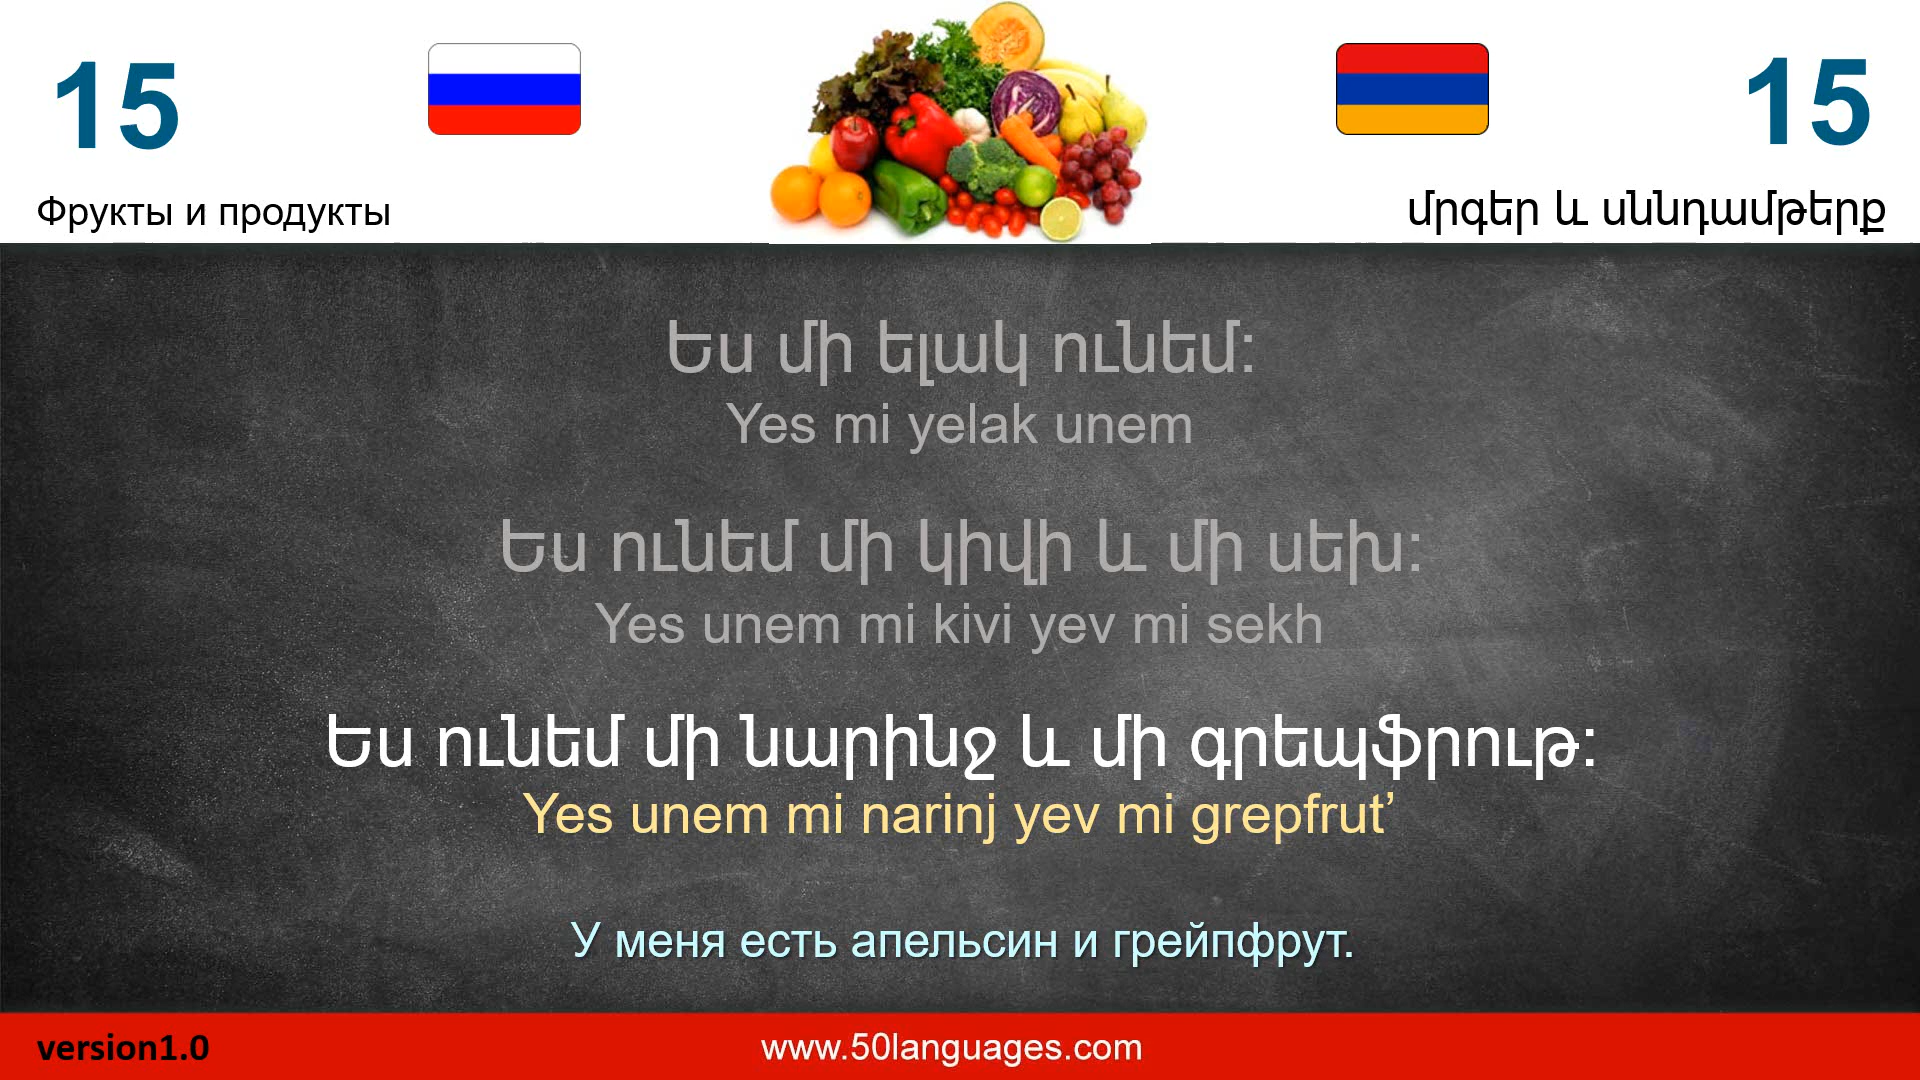 15
15
Фрукты и продукты
մրգեր և սննդամթերք
Ես մի ելակ ունեմ:
Yes mi yelak unem
Ես ունեմ մի կիվի և մի սեխ:
Yes unem mi kivi yev mi sekh
Ես ունեմ մի նարինջ և մի գրեպֆրութ:
Yes unem mi narinj yev mi grepfrut’
У меня есть апельсин и грейпфрут.
version1.0
www.50languages.com